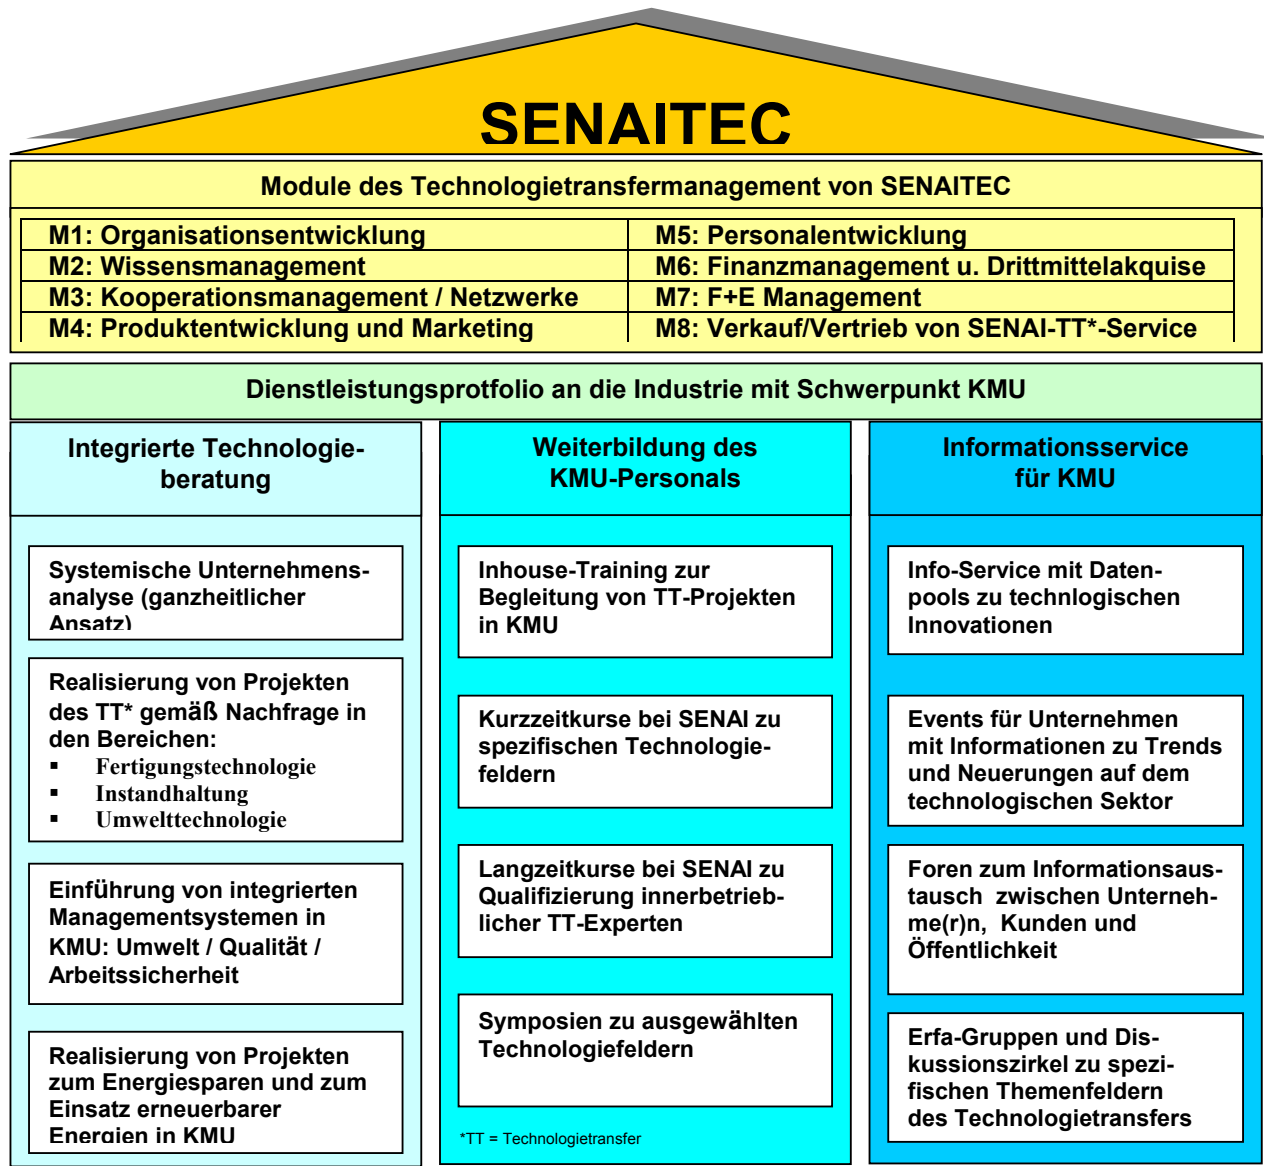 SENAITEC
Module des Technologietransfermanagement von SENAITEC
M1: Organisationsentwicklung
M5: Personalentwicklung
M2: Wissensmanagement
M6: Finanzmanagement u. Drittmittelakquise
M3: Kooperationsmanagement / Netzwerke
M7: F+E Management
M4: Produktentwicklung und Marketing
M8: Verkauf/Vertrieb von SENAI-TT*-Service
Dienstleistungsprotfolio an die Industrie mit Schwerpunkt KMU
Integrierte Technologie-
beratung
Systemische Unternehmens-
analyse (ganzheitlicher
Ansatz)
Realisierung von Projekten
des TT* gemäß Nachfrage in
den Bereichen:
▪ Fertigungstechnologie
▪ Instandhaltung
▪ Umwelttechnologie
Einführung von integrierten
Managementsystemen in
KMU: Umwelt / Qualität /
Arbeitssicherheit
Realisierung von Projekten
zum Energiesparen und zum
Einsatz erneuerbarer
Energien in KMU
Weiterbildung des
KMU-Personals
Inhouse-Training zur
Begleitung von TT-Projekten
in KMU
Kurzzeitkurse bei SENAI zu
spezifischen Technologie-
feldern
Langzeitkurse bei SENAI zu
Qualifizierung innerbetrieb-
licher TT-Experten
Symposien zu ausgewählten
Technologiefeldern
*TT = Technologietransfer
Informationsservice
für KMU
Info-Service mit Daten-
pools zu technlogischen
Innovationen
Events für Unternehmen
mit Informationen zu Trends
und Neuerungen auf dem
technologischen Sektor
Foren zum Informationsaus-
tausch zwischen Unterneh-
me(r)n, Kunden und
Öffentlichkeit
Erfa-Gruppen und Dis-
kussionszirkel zu spezi-
fischen Themenfeldern
des Technologietransfers